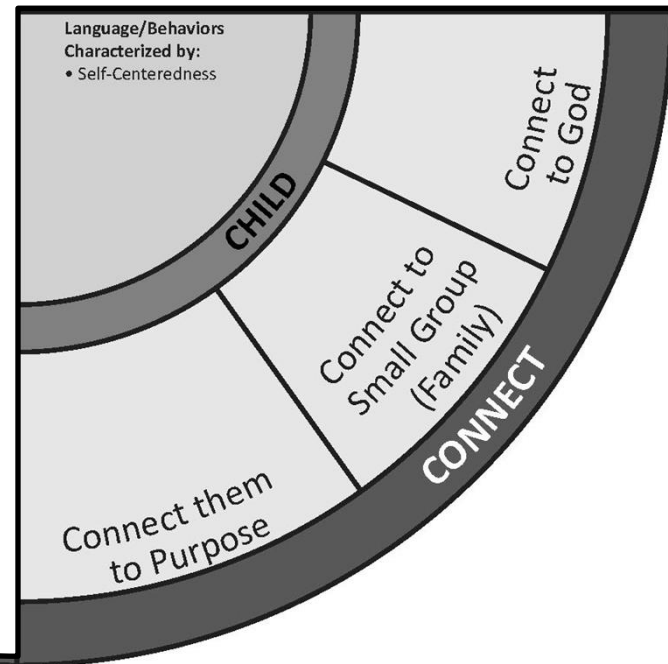 Language/Behaviors
Characterized by:
• Self-Centeredness
CHILD
Connect
to God
Connect to
Small Group
(Family)
Connect them
to Purpose
CONNECT